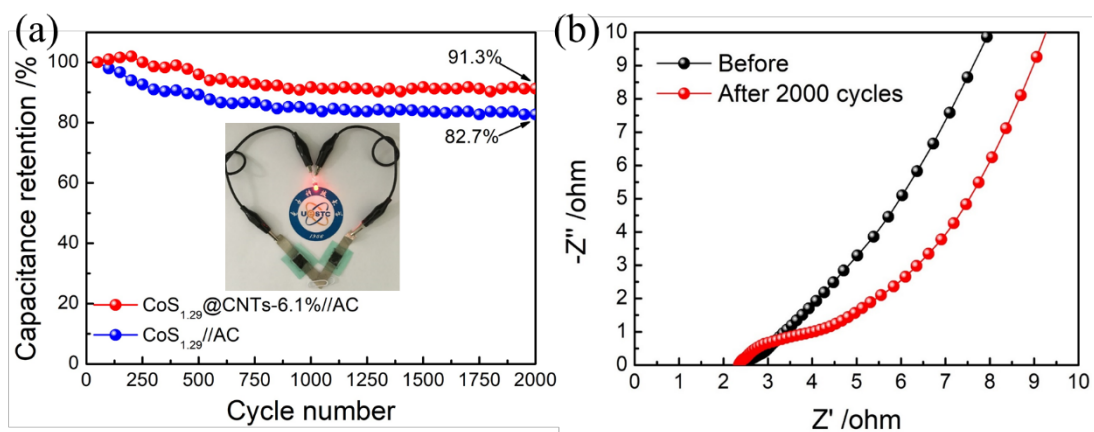 (a)
Capacitance retention /%
100
80
60
40
20
0
91.3%
82.7%
USTC
1958
CoS1.29@CNTs-6.1%//AC
CoS1.29//AC
0 250 500 750 1000 1250 1500 1750 2000
Cycle number
(b)
-Z'' /ohm
10
9
8
7
6
5
4
3
2
1
0
Before
After 2000 cycles
0 1 2 3 4 5 6 7 8 9 10
Z' /ohm